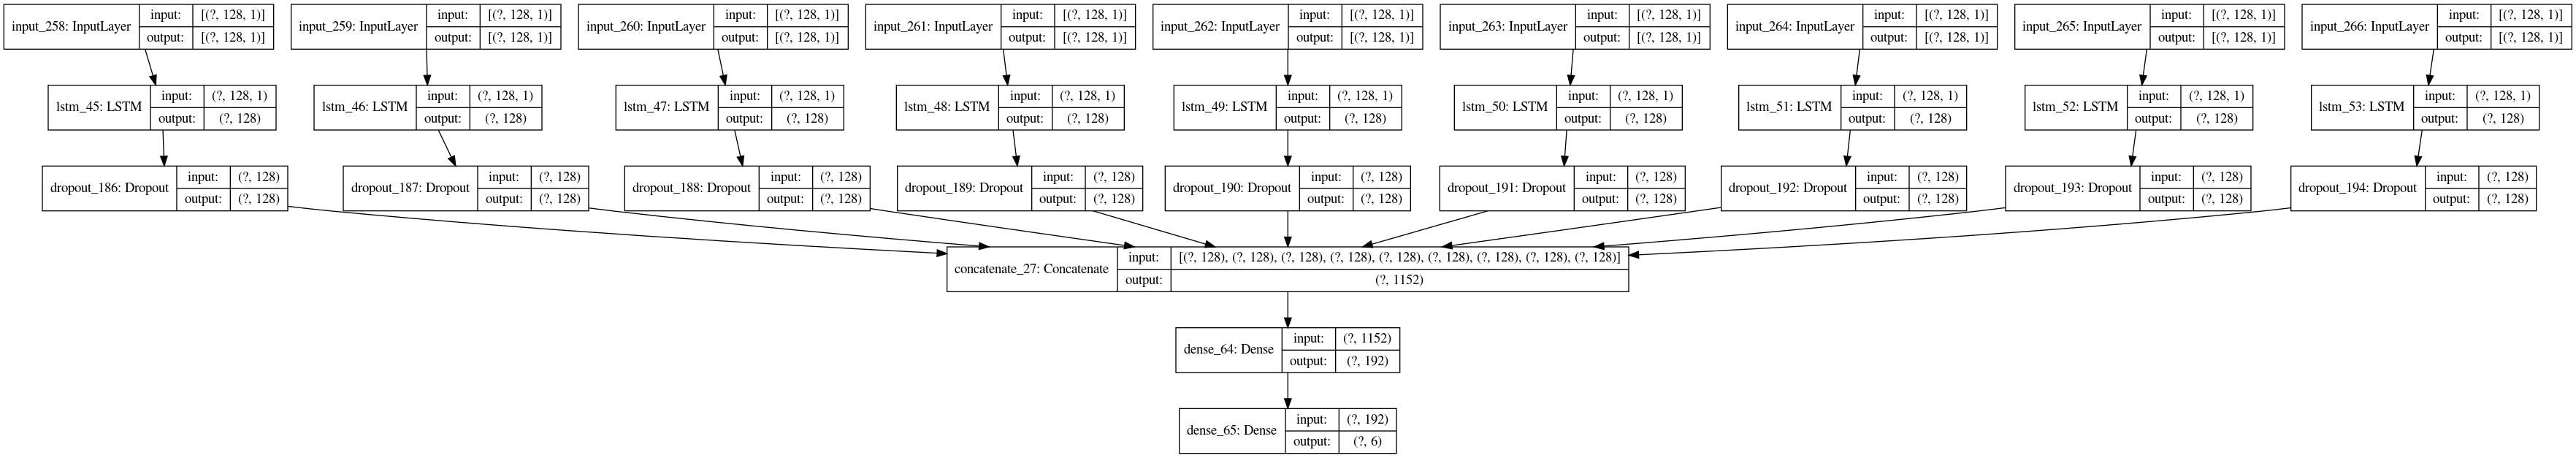 input_258: InputLayer
input: [(?, 128, 1)]
output: [(?, 128, 1)]
input_259: InputLayer
input: [(?, 128, 1)]
output: [(?, 128, 1)]
input_260: InputLayer
input: [(?, 128, 1)]
output: [(?, 128, 1)]
input_261: InputLayer
input: [(?, 128, 1)]
output: [(?, 128, 1)]
input_262: InputLayer
input: [(?, 128, 1)]
output: [(?, 128, 1)]
input_263: InputLayer
input: [(?, 128, 1)]
output: [(?, 128, 1)]
input_264: InputLayer
input: [(?, 128, 1)]
output: [(?, 128, 1)]
input_265: InputLayer
input: [(?, 128, 1)]
output: [(?, 128, 1)]
input_266: InputLayer
input: [(?, 128, 1)]
output: [(?, 128, 1)]
lstm_45: LSTM
input: (?, 128, 1)
output: (?, 128)
lstm_46: LSTM
input: (?, 128, 1)
output: (?, 128)
lstm_47: LSTM
input: (?, 128, 1)
output: (?, 128)
lstm_48: LSTM
input: (?, 128, 1)
output: (?, 128)
lstm_49: LSTM
input: (?, 128, 1)
output: (?, 128)
lstm_50: LSTM
input: (?, 128, 1)
output: (?, 128)
lstm_51: LSTM
input: (?, 128, 1)
output: (?, 128)
lstm_52: LSTM
input: (?, 128, 1)
output: (?, 128)
lstm_53: LSTM
input: (?, 128, 1)
output: (?, 128)
dropout_186: Dropout
input: (?, 128)
output: (?, 128)
dropout_187: Dropout
input: (?, 128)
output: (?, 128)
dropout_188: Dropout
input: (?, 128)
output: (?, 128)
dropout_189: Dropout
input: (?, 128)
output: (?, 128)
dropout_190: Dropout
input: (?, 128)
output: (?, 128)
dropout_191: Dropout
input: (?, 128)
output: (?, 128)
dropout_192: Dropout
input: (?, 128)
output: (?, 128)
dropout_193: Dropout
input: (?, 128)
output: (?, 128)
dropout_194: Dropout
input: (?, 128)
output: (?, 128)
concatenate_27: Concatenate
input: [(?, 128), (?, 128), (?, 128), (?, 128), (?, 128), (?, 128), (?, 128), (?, 128), (?, 128)]
output: (?, 1152)
dense_64: Dense
input: (?, 1152)
output: (?, 192)
dense_65: Dense
input: (?, 192)
output: (?, 6)